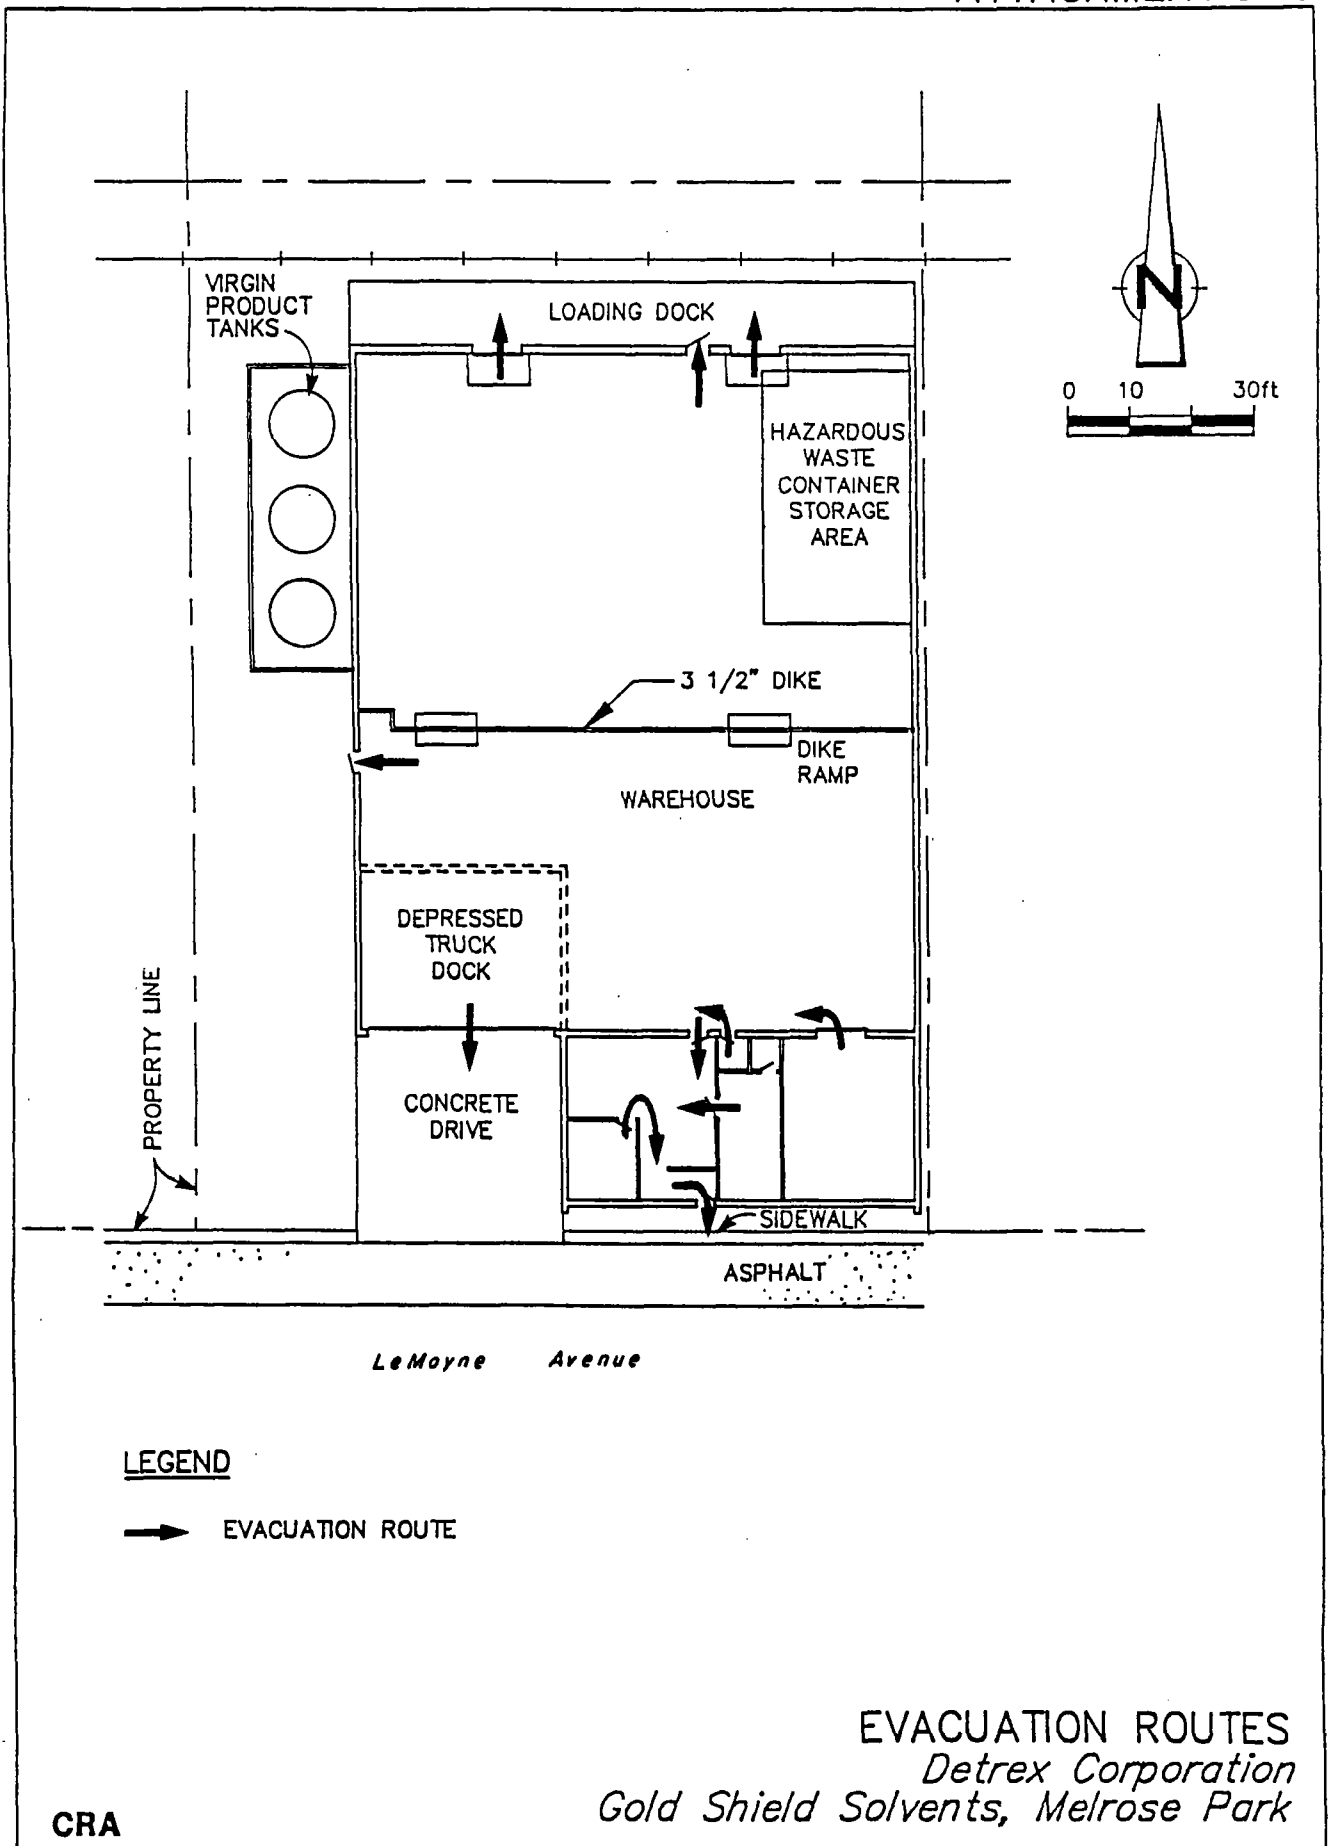 VIRGIN
PRODUCT
TANKS
LOADING DOCK
N
0 10 30ft
HAZARDOUS
WASTE
CONTAINER
STORAGE
AREA
3 1/2" DIKE
DIKE
RAMP
WAREHOUSE
DEPRESSED
TRUCK
DOCK
PROPERTY LINE
CONCRETE
DRIVE
SIDEWALK
ASPHALT
LeMoyne Avenue
LEGEND
EVACUATION ROUTE
EVACUATION ROUTES
Detrex Corporation
Gold Shield Solvents, Melrose Park
CRA